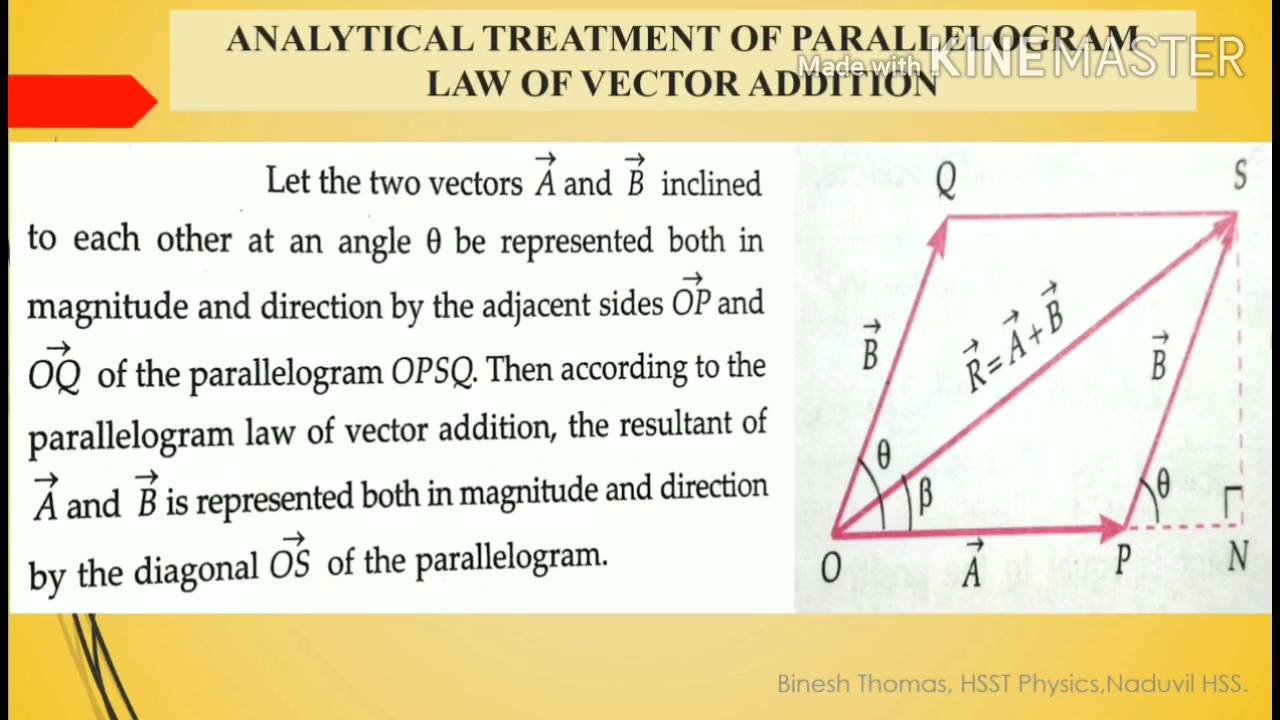 ANALYTICAL TREATMENT OF PARALLELOGRAM
LAW OF VECTOR ADDITION
Made with KINEMASTER
Let the two vectors A⃗ and B⃗ inclined
to each other at an angle θ be represented both in
magnitude and direction by the adjacent sides OP⃗ and
OQ⃗ of the parallelogram OPSQ. Then according to the
parallelogram law of vector addition, the resultant of
A⃗ and B⃗ is represented both in magnitude and direction
by the diagonal OS⃗ of the parallelogram.
Q
S
B⃗
R⃗=A⃗+B⃗
B⃗
θ
β
θ
O
A⃗
P
N
Binesh Thomas, HSST Physics,Naduvil HSS.